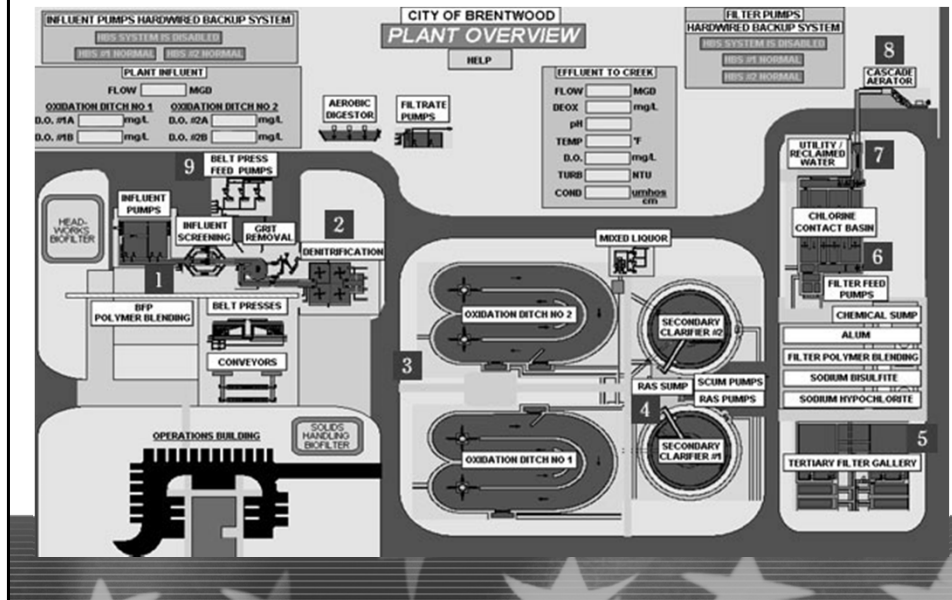 INFLUENT PUMPS HARDWIRED BACKUP SYSTEM
HBS SYSTEM IS DISABLED
HBS #1 NORMAL HBS #2 NORMAL
PLANT INFLUENT
FLOW MGD
OXIDATION DITCH NO 1 OXIDATION DITCH NO 2
D.O. #1A mg/L D.O. #2A mg/L
D.O. #1B mg/L D.O. #2B mg/L
CITY OF BRENTWOOD
PLANT OVERVIEW
HELP
FILTER PUMPS
HARDWIRED BACKUP SYSTEM
HBS SYSTEM IS DISABLED
HBS #1 NORMAL
HBS #2 NORMAL
EFFLUENT TO CREEK
FLOW MGD
DEOX mg/L
pH
TEMP °F
D.O. mg/L
TURB NTU
COND umhos
cm
8
CASCADE
AERATOR
AEROBIC
DIGESTOR
FILTRATE
PUMPS
UTILITY /
RECLAIMED
WATER
7
9
BELT PRESS
FEED PUMPS
HEAD-
WORKS
BIOFILTER
INFLUENT
PUMPS
INFLUENT
SCREENING
GRIT
REMOVAL
2
DENITRIFICATION
1
CHLORINE
CONTACT BASIN
6
FILTER FEED
PUMPS
MIXED LIQUOR
BFP
POLYMER BLENDING
BELT PRESSES
CONVEYORS
OXIDATION DITCH NO 2
SECONDARY
CLARIFIER #2
3
RAS SUMP
SCUM PUMPS
RAS PUMPS
4
OXIDATION DITCH NO 1
SECONDARY
CLARIFIER #1
CHEMICAL SUMP
ALUM
FILTER POLYMER BLENDING
SODIUM BISULFITE
SODIUM HYPOCHLORITE
5
TERTIARY FILTER GALLERY
OPERATIONS BUILDING
SOLIDS
HANDLING
BIOFILTER